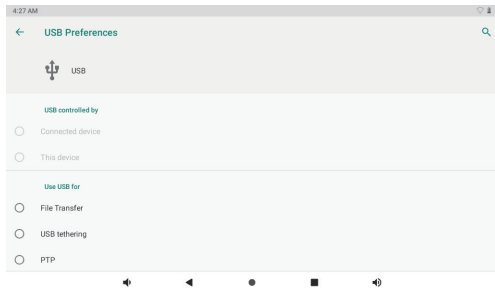 4:27 AM
USB Preferences
USB
USB controlled by
Connected device
This device
Use USB for
File Transfer
USB tethering
PTP